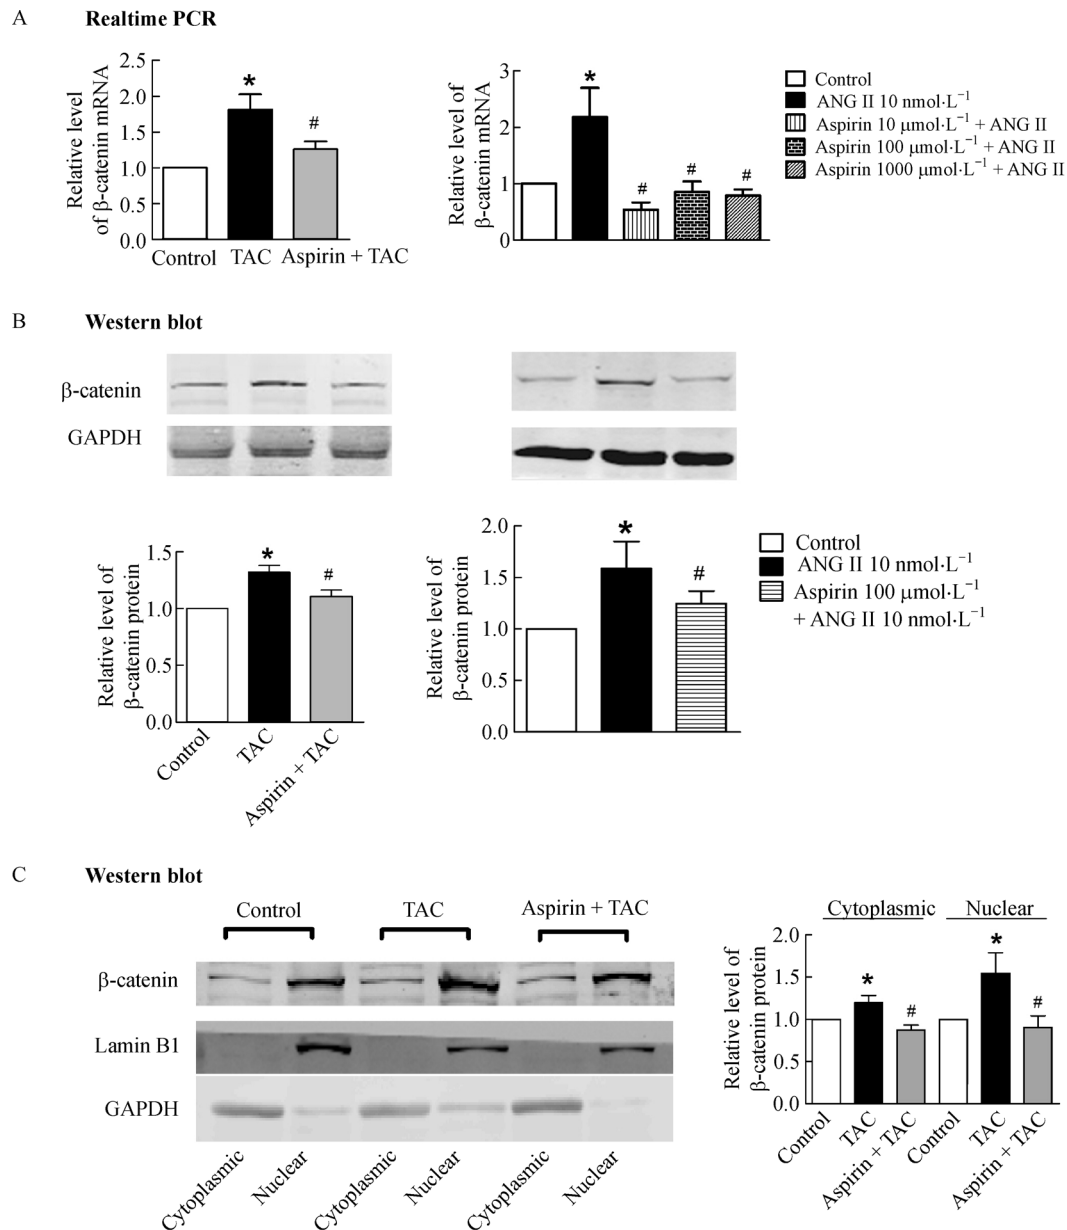 A Realtime PCR
Relative level
of β-catenin mRNA
2.5
2.0
1.5
1.0
0.5
0.0
*
#
Control TAC Aspirin + TAC
Relative level of
β-catenin mRNA
3
2
1
0
*
#
#
#
Control
ANG II 10 nmol·L⁻¹
Aspirin 10 μmol·L⁻¹ + ANG II
Aspirin 100 μmol·L⁻¹ + ANG II
Aspirin 1000 μmol·L⁻¹ + ANG II
B Western blot
β-catenin
GAPDH
Relative level of
β-catenin protein
1.5
1.0
0.5
0.0
*
#
Control
TAC
Aspirin + TAC
Relative level of
β-catenin protein
2.0
1.5
1.0
0.5
0.0
*
#
Control
ANG II 10 nmol·L⁻¹
Aspirin 100 μmol·L⁻¹
+ ANG II 10 nmol·L⁻¹
C Western blot
Control TAC Aspirin + TAC
β-catenin
Lamin B1
GAPDH
Cytoplasmic
Nuclear
Cytoplasmic
Nuclear
Cytoplasmic
Nuclear
Cytoplasmic Nuclear
Relative level of
β-catenin protein
2.0
1.5
1.0
0.5
0.0
*
#
*
#
Control
TAC
Aspirin + TAC
Control
TAC
Aspirin + TAC